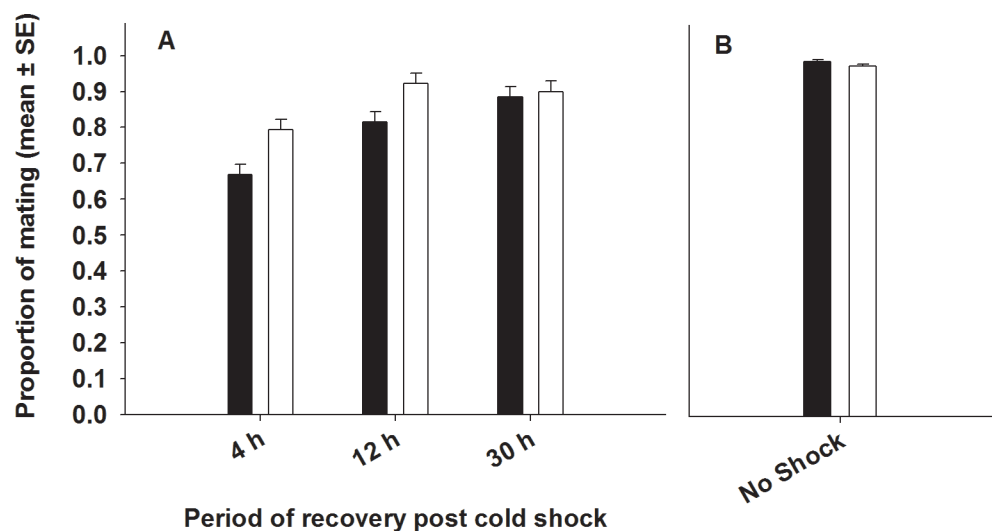 Proportion of mating (mean ± SE)
A
1.0
0.9
0.8
0.7
0.6
0.5
0.4
0.3
0.2
0.1
0.0
4 h
12 h
30 h
Period of recovery post cold shock
B
No Shock